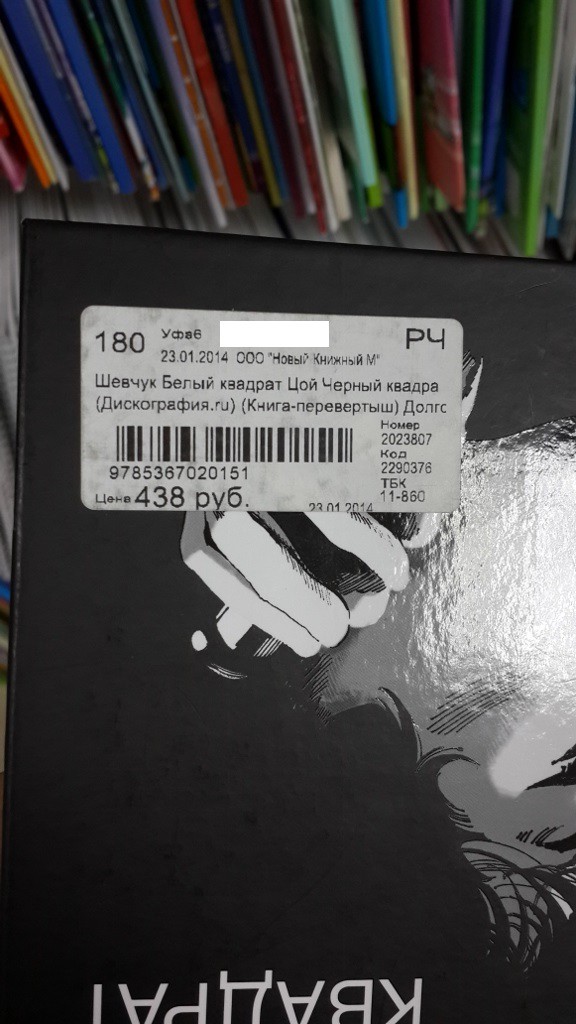 180 Уфа6 РЧ
23.01.2014 ООО "Новый Книжный М"
Шевчук Белый квадрат Цой Черный квадра
(Дискография.ru) (Книга-перевертыш) Долгс
Номер
2023807
Код
2290376
ТБК
11-860
9785367020151
Цена 438 руб. 23.01.2014
КВАДРАТ